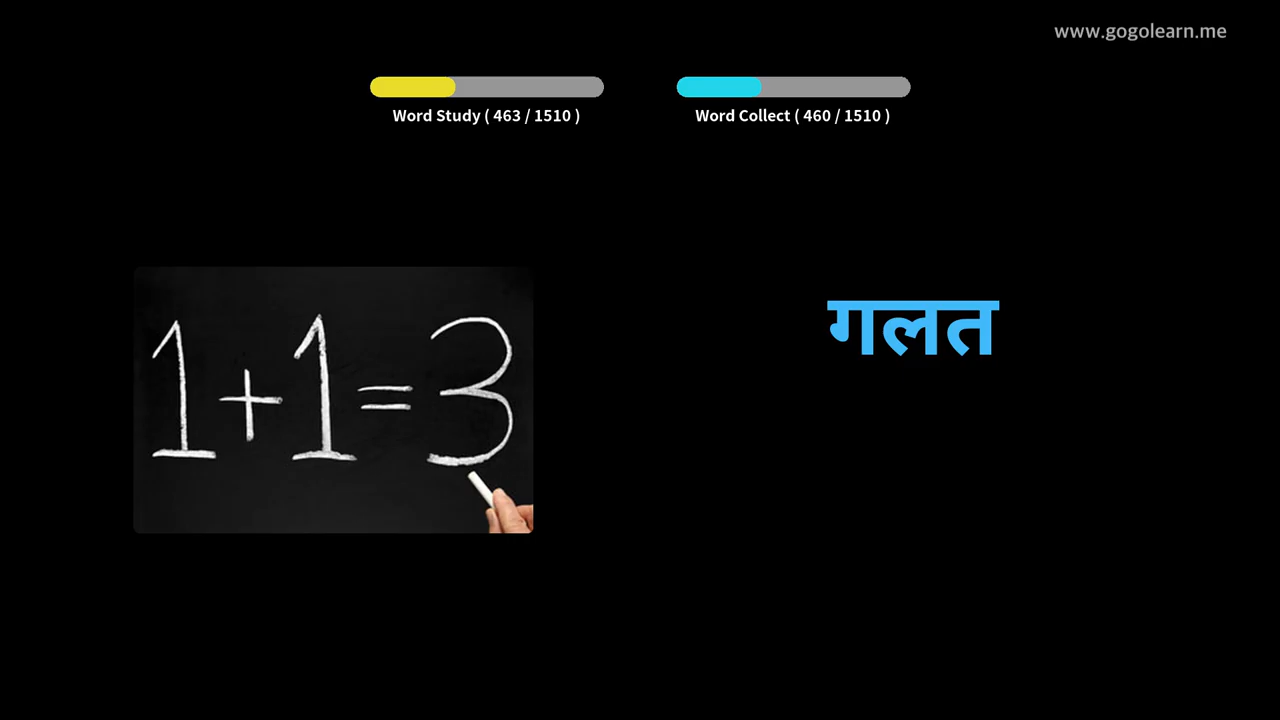 www.gogolearn.me
Word Study ( 463 / 1510 )
Word Collect ( 460 / 1510 )
1+1=3
गलत